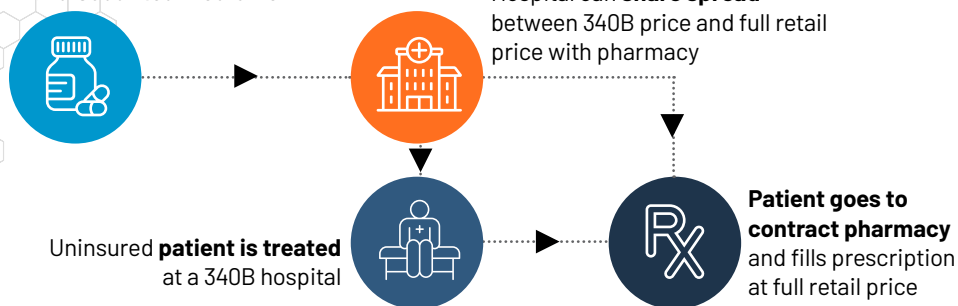 between 340B price and full retail
price with pharmacy
Uninsured patient is treated
at a 340B hospital
Patient goes to
contract pharmacy
and fills prescription
at full retail price